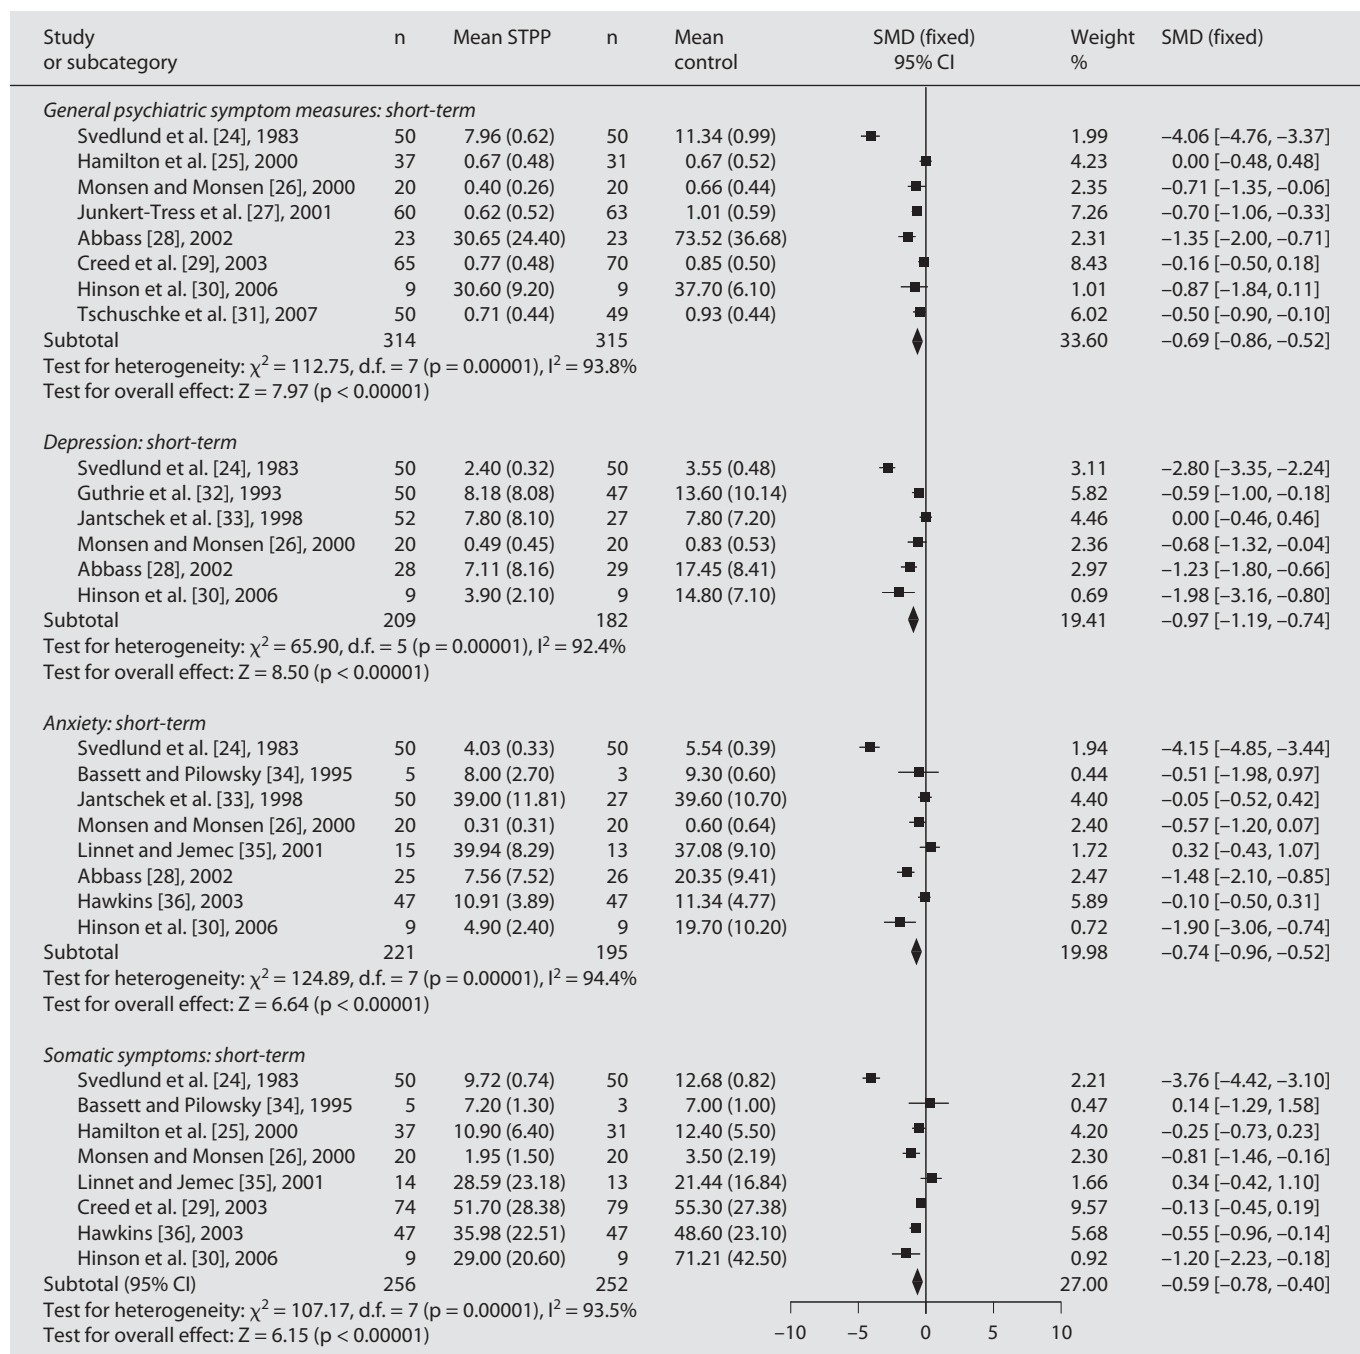 Study n Mean STPP n Mean SMD (fixed) Weight SMD (fixed)
or subcategory control 95% CI %
General psychiatric symptom measures: short-term
Svedlund et al. [24], 1983 50 7.96 (0.62) 50 11.34 (0.99) 1.99 –4.06 [–4.76, –3.37]
Hamilton et al. [25], 2000 37 0.67 (0.48) 31 0.67 (0.52) 4.23 0.00 [–0.48, 0.48]
Monsen and Monsen [26], 2000 20 0.40 (0.26) 20 0.66 (0.44) 2.35 –0.71 [–1.35, –0.06]
Junkert-Tress et al. [27], 2001 60 0.62 (0.52) 63 1.01 (0.59) 7.26 –0.70 [–1.06, –0.33]
Abbass [28], 2002 23 30.65 (24.40) 23 73.52 (36.68) 2.31 –1.35 [–2.00, –0.71]
Creed et al. [29], 2003 65 0.77 (0.48) 70 0.85 (0.50) 8.43 –0.16 [–0.50, 0.18]
Hinson et al. [30], 2006 9 30.60 (9.20) 9 37.70 (6.10) 1.01 –0.87 [–1.84, 0.11]
Tschuschke et al. [31], 2007 50 0.71 (0.44) 49 0.93 (0.44) 6.02 –0.50 [–0.90, –0.10]
Subtotal 314 315 33.60 –0.69 [–0.86, –0.52]
Test for heterogeneity: χ² = 112.75, d.f. = 7 (p = 0.00001), I² = 93.8%
Test for overall effect: Z = 7.97 (p < 0.00001)
Depression: short-term
Svedlund et al. [24], 1983 50 2.40 (0.32) 50 3.55 (0.48) 3.11 –2.80 [–3.35, –2.24]
Guthrie et al. [32], 1993 50 8.18 (8.08) 47 13.60 (10.14) 5.82 –0.59 [–1.00, –0.18]
Jantschek et al. [33], 1998 52 7.80 (8.10) 27 7.80 (7.20) 4.46 0.00 [–0.46, 0.46]
Monsen and Monsen [26], 2000 20 0.49 (0.45) 20 0.83 (0.53) 2.36 –0.68 [–1.32, –0.04]
Abbass [28], 2002 28 7.11 (8.16) 29 17.45 (8.41) 2.97 –1.23 [–1.80, –0.66]
Hinson et al. [30], 2006 9 3.90 (2.10) 9 14.80 (7.10) 0.69 –1.98 [–3.16, –0.80]
Subtotal 209 182 19.41 –0.97 [–1.19, –0.74]
Test for heterogeneity: χ² = 65.90, d.f. = 5 (p = 0.00001), I² = 92.4%
Test for overall effect: Z = 8.50 (p < 0.00001)
Anxiety: short-term
Svedlund et al. [24], 1983 50 4.03 (0.33) 50 5.54 (0.39) 1.94 –4.15 [–4.85, –3.44]
Bassett and Pilowsky [34], 1995 5 8.00 (2.70) 3 9.30 (0.60) 0.44 –0.51 [–1.98, 0.97]
Jantschek et al. [33], 1998 50 39.00 (11.81) 27 39.60 (10.70) 4.40 –0.05 [–0.52, 0.42]
Monsen and Monsen [26], 2000 20 0.31 (0.31) 20 0.60 (0.64) 2.40 –0.57 [–1.20, 0.07]
Linnet and Jemec [35], 2001 15 39.94 (8.29) 13 37.08 (9.10) 1.72 0.32 [–0.43, 1.07]
Abbass [28], 2002 25 7.56 (7.52) 26 20.35 (9.41) 2.47 –1.48 [–2.10, –0.85]
Hawkins [36], 2003 47 10.91 (3.89) 47 11.34 (4.77) 5.89 –0.10 [–0.50, 0.31]
Hinson et al. [30], 2006 9 4.90 (2.40) 9 19.70 (10.20) 0.72 –1.90 [–3.06, –0.74]
Subtotal 221 195 19.98 –0.74 [–0.96, –0.52]
Test for heterogeneity: χ² = 124.89, d.f. = 7 (p = 0.00001), I² = 94.4%
Test for overall effect: Z = 6.64 (p < 0.00001)
Somatic symptoms: short-term
Svedlund et al. [24], 1983 50 9.72 (0.74) 50 12.68 (0.82) 2.21 –3.76 [–4.42, –3.10]
Bassett and Pilowsky [34], 1995 5 7.20 (1.30) 3 7.00 (1.00) 0.47 0.14 [–1.29, 1.58]
Hamilton et al. [25], 2000 37 10.90 (6.40) 31 12.40 (5.50) 4.20 –0.25 [–0.73, 0.23]
Monsen and Monsen [26], 2000 20 1.95 (1.50) 20 3.50 (2.19) 2.30 –0.81 [–1.46, –0.16]
Linnet and Jemec [35], 2001 14 28.59 (23.18) 13 21.44 (16.84) 1.66 0.34 [–0.42, 1.10]
Creed et al. [29], 2003 74 51.70 (28.38) 79 55.30 (27.38) 9.57 –0.13 [–0.45, 0.19]
Hawkins [36], 2003 47 35.98 (22.51) 47 48.60 (23.10) 5.68 –0.55 [–0.96, –0.14]
Hinson et al. [30], 2006 9 29.00 (20.60) 9 71.21 (42.50) 0.92 –1.20 [–2.23, –0.18]
Subtotal (95% CI) 256 252 27.00 –0.59 [–0.78, –0.40]
Test for heterogeneity: χ² = 107.17, d.f. = 7 (p = 0.00001), I² = 93.5%
Test for overall effect: Z = 6.15 (p < 0.00001) –10 –5 0 5 10